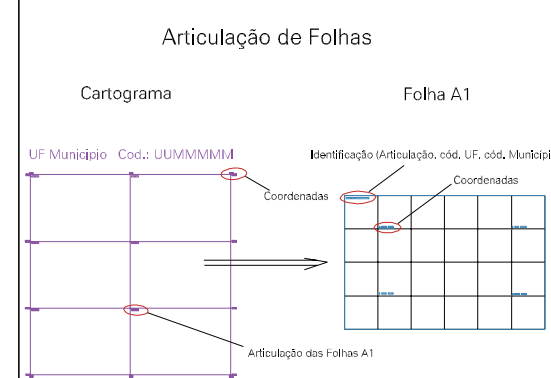 Articulação de Folhas
Cartograma
Folha A1
UF Município Cod.: UUMMMMM
Identificação (Articulação, cód. UF, cód. Municípi
Coordenadas
Coordenadas
Articulação das Folhas A1